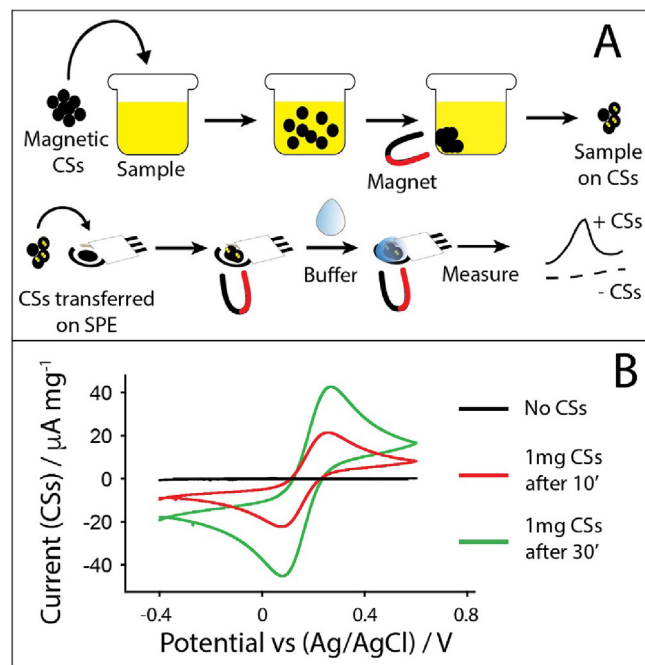 A
Magnetic
CSs
Sample
Magnet
Sample
on CSs
CSs transferred
on SPE
Buffer
Measure
+ CSs
- CSs
B
Current (CSs) / μA mg⁻¹
40
20
0
-20
-40
-0.4
0
0.4
0.8
Potential vs (Ag/AgCl) / V
No CSs
1mg CSs
after 10'
1mg CSs
after 30'